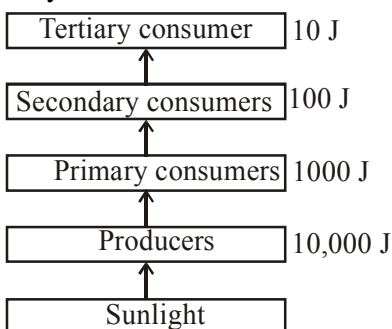 Tertiary consumer 10 J
Secondary consumers 100 J
Primary consumers 1000 J
Producers 10,000 J
Sunlight